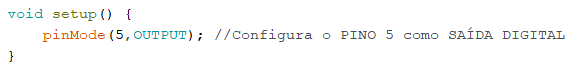 void setup() {
    pinMode(5,OUTPUT); //Configura o PINO 5 como SAÍDA DIGITAL
}